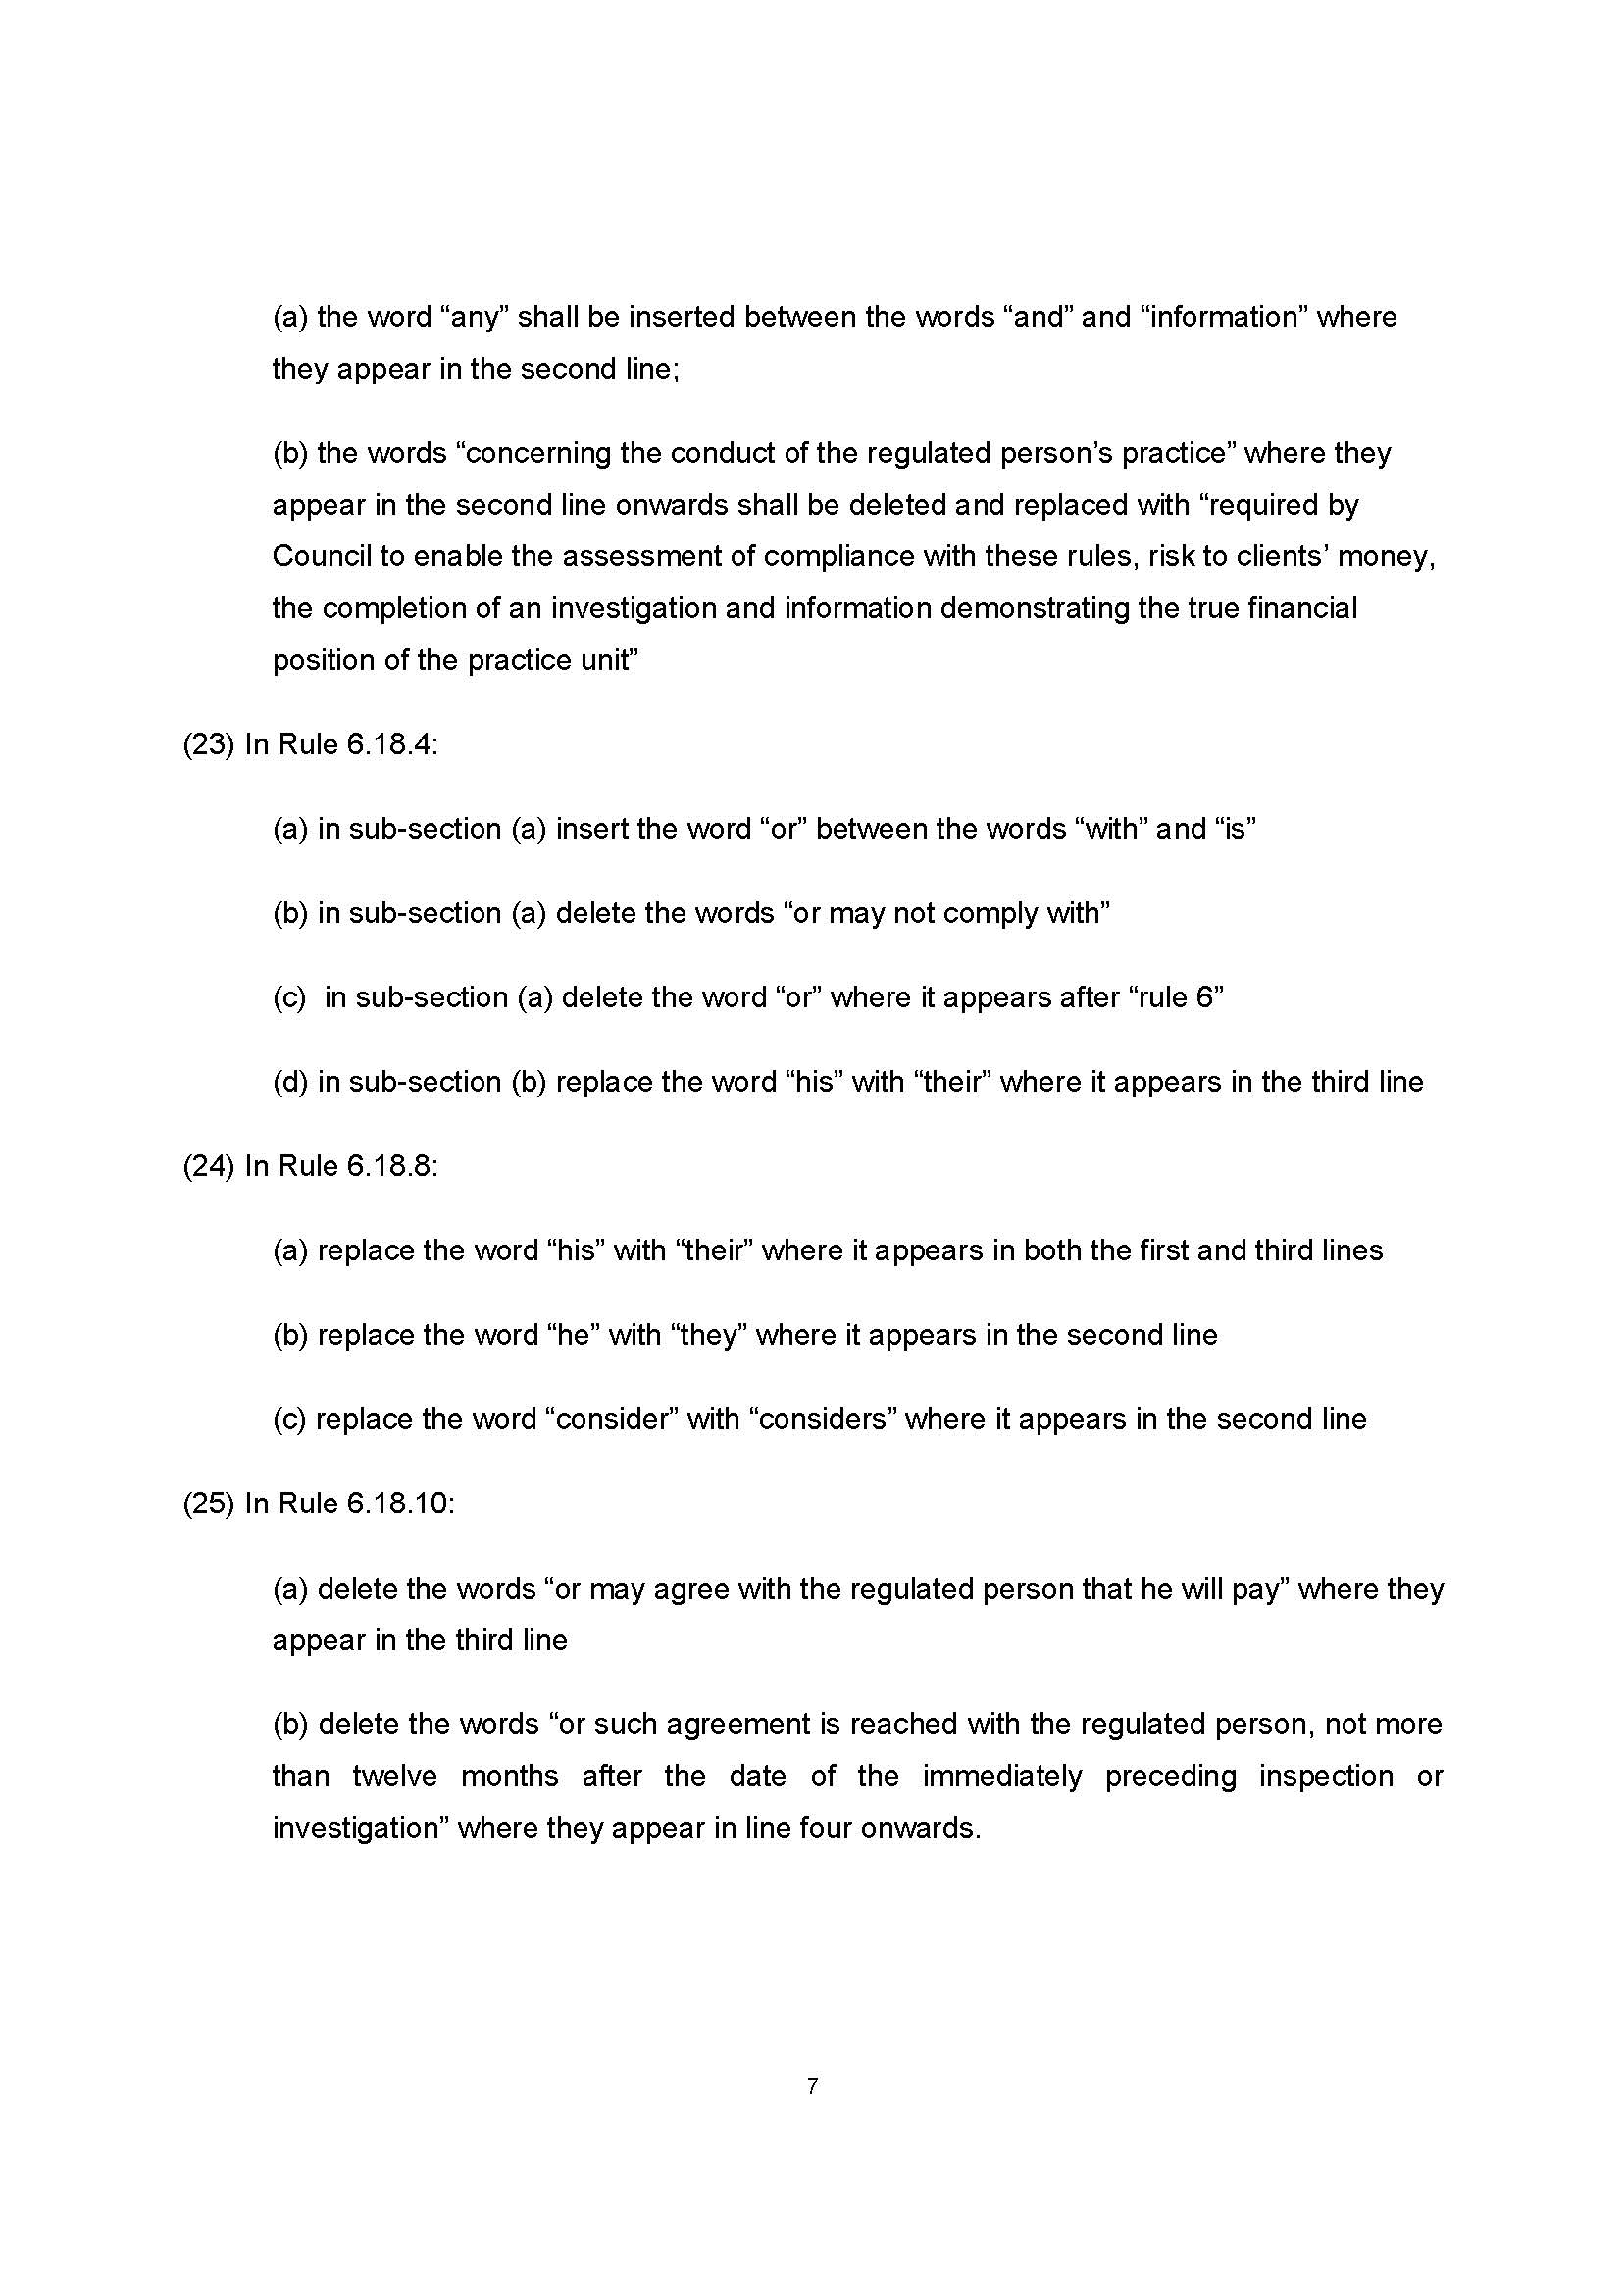 (a) the word “any” shall be inserted between the words “and” and “information” where
they appear in the second line;
(b) the words “concerning the conduct of the regulated person’s practice” where they
appear in the second line onwards shall be deleted and replaced with “required by
Council to enable the assessment of compliance with these rules, risk to clients’ money,
the completion of an investigation and information demonstrating the true financial
position of the practice unit”
(23) In Rule 6.18.4:
(a) in sub-section (a) insert the word “or” between the words “with” and “is”
(b) in sub-section (a) delete the words “or may not comply with”
(c)  in sub-section (a) delete the word “or” where it appears after “rule 6”
(d) in sub-section (b) replace the word “his” with “their” where it appears in the third line
(24) In Rule 6.18.8:
(a) replace the word “his” with “their” where it appears in both the first and third lines
(b) replace the word “he” with “they” where it appears in the second line
(c) replace the word “consider” with “considers” where it appears in the second line
(25) In Rule 6.18.10:
(a) delete the words “or may agree with the regulated person that he will pay” where they
appear in the third line
(b) delete the words “or such agreement is reached with the regulated person, not more
than twelve months after the date of the immediately preceding inspection or
investigation” where they appear in line four onwards.
7